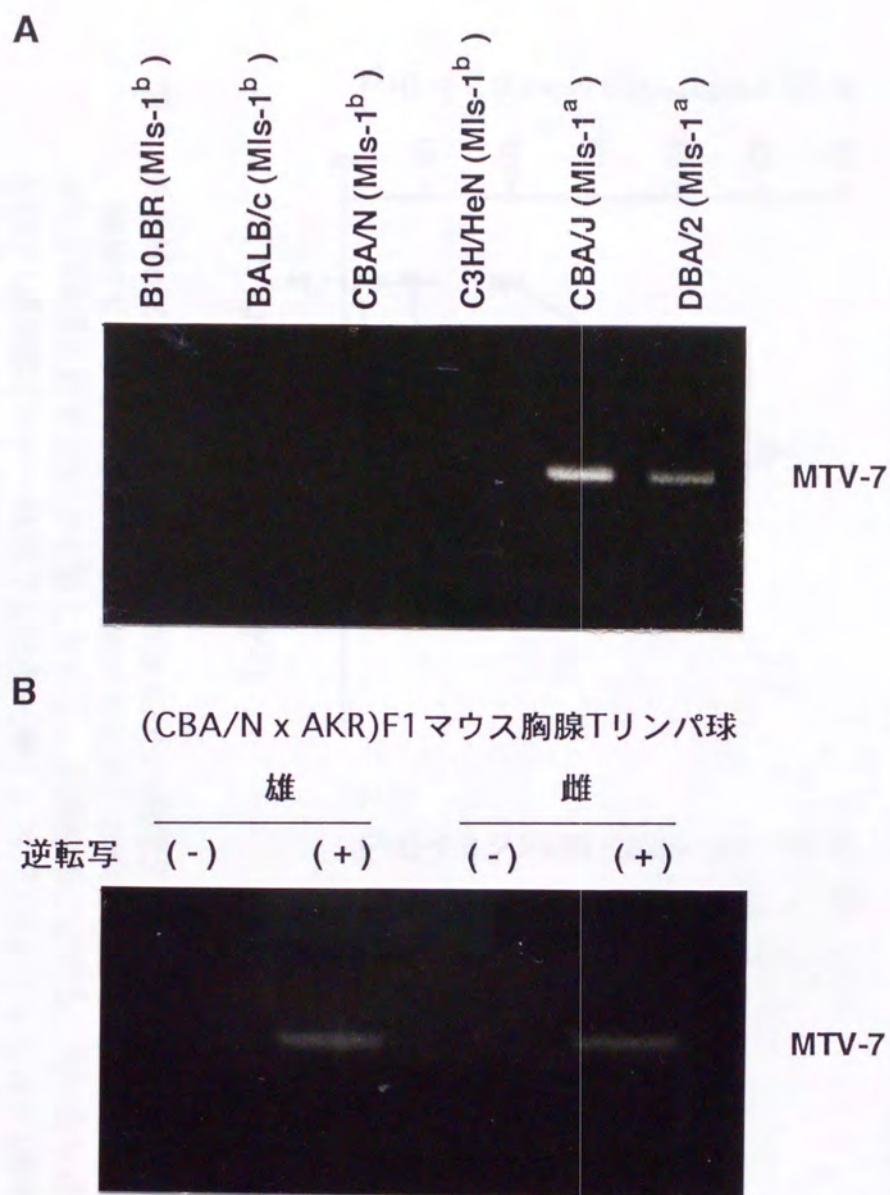 A
B10.BR (Mls-1b)
BALB/c (Mls-1b)
CBA/N (Mls-1b)
C3H/HeN (Mls-1b)
CBA/J (Mls-1a)
DBA/2 (Mls-1a)
MTV-7
B
(CBA/N x AKR)F1マウス胸腺Tリンパ球
雄 雌
逆転写 (-) (+) (-) (+)
MTV-7